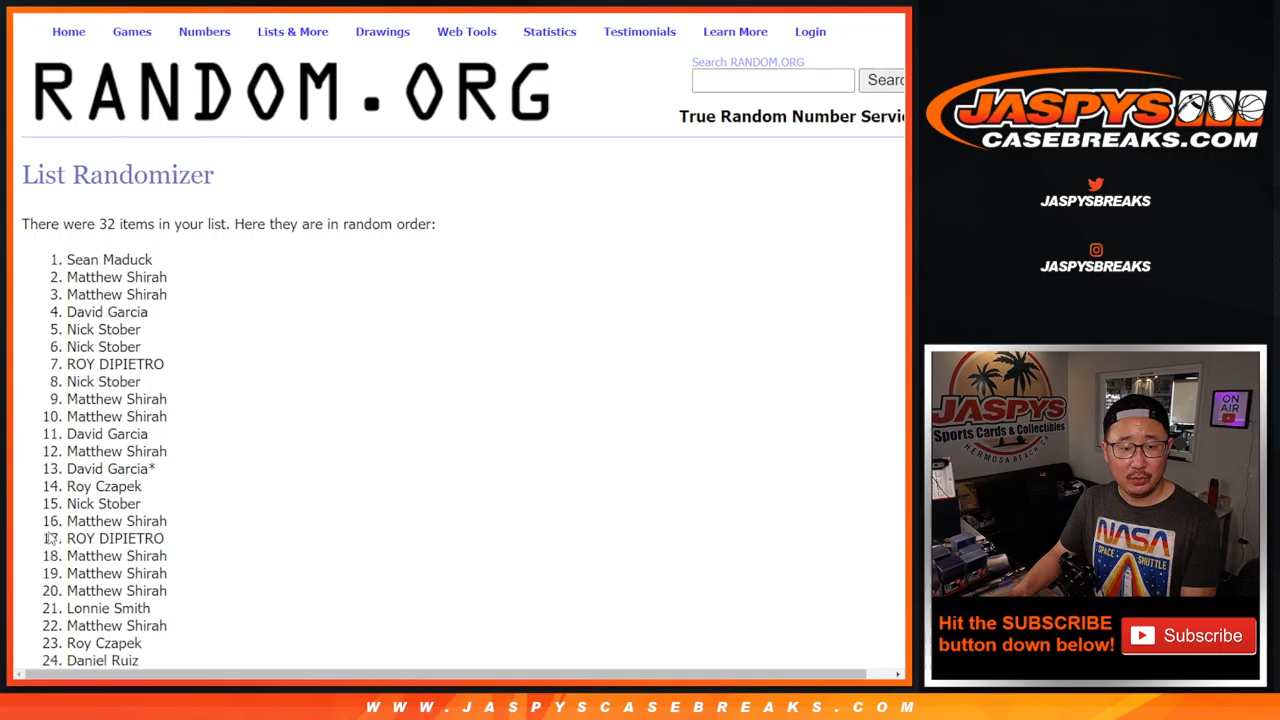 Home Games Numbers Lists & More Drawings Web Tools Statistics Testimonials Learn More Login
RANDOM.ORG
Search RANDOM.ORG
Searc
True Random Number Servi
List Randomizer
There were 32 items in your list. Here they are in random order:
1. Sean Maduck
2. Matthew Shirah
3. Matthew Shirah
4. David Garcia
5. Nick Stober
6. Nick Stober
7. ROY DIPIETRO
8. Nick Stober
9. Matthew Shirah
10. Matthew Shirah
11. David Garcia
12. Matthew Shirah
13. David Garcia*
14. Roy Czapek
15. Nick Stober
16. Matthew Shirah
17. ROY DIPIETRO
18. Matthew Shirah
19. Matthew Shirah
20. Matthew Shirah
21. Lonnie Smith
22. Matthew Shirah
23. Roy Czapek
24. Daniel Ruiz
JASPYS
CASEBREAKS.COM
JASPYSBREAKS
JASPYSBREAKS
JASPYS
Sports Cards & Collectibles
HERMOSA BEACH CA
ON
AIR
NASA
SPACE SHUTTLE
Hit the SUBSCRIBE
button down below!
Subscribe
WWW.JASPYSCASEBREAKS.COM